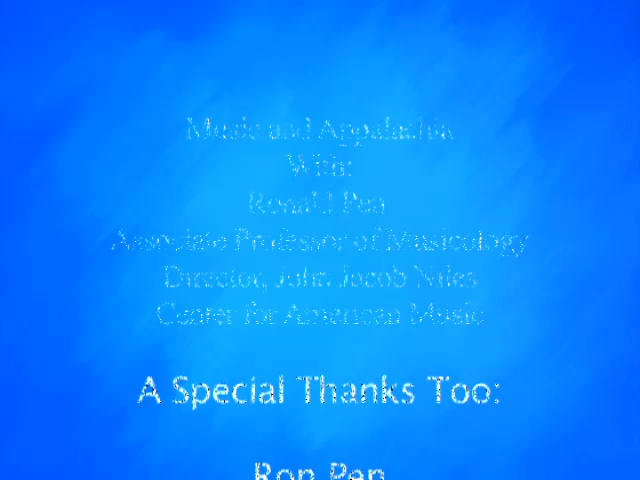 Music and Appalachia
With:
Ronald Pen
Associate Professor of Musicology
Director, John Jacob Niles
Center for American Music
A Special Thanks Too:
Ron Pen